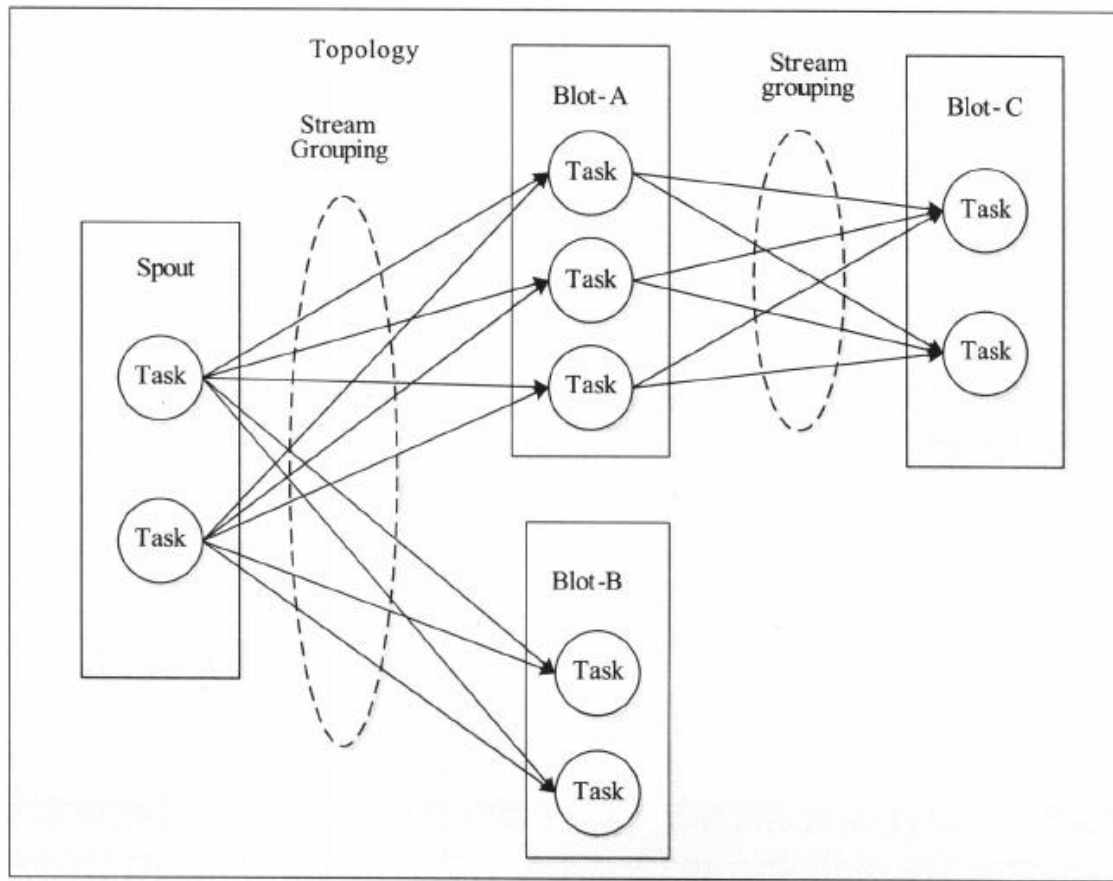 Topology
Stream
Grouping
Spout
Task
Task
Blot-A
Task
Task
Task
Blot-B
Task
Task
Stream
grouping
Blot-C
Task
Task